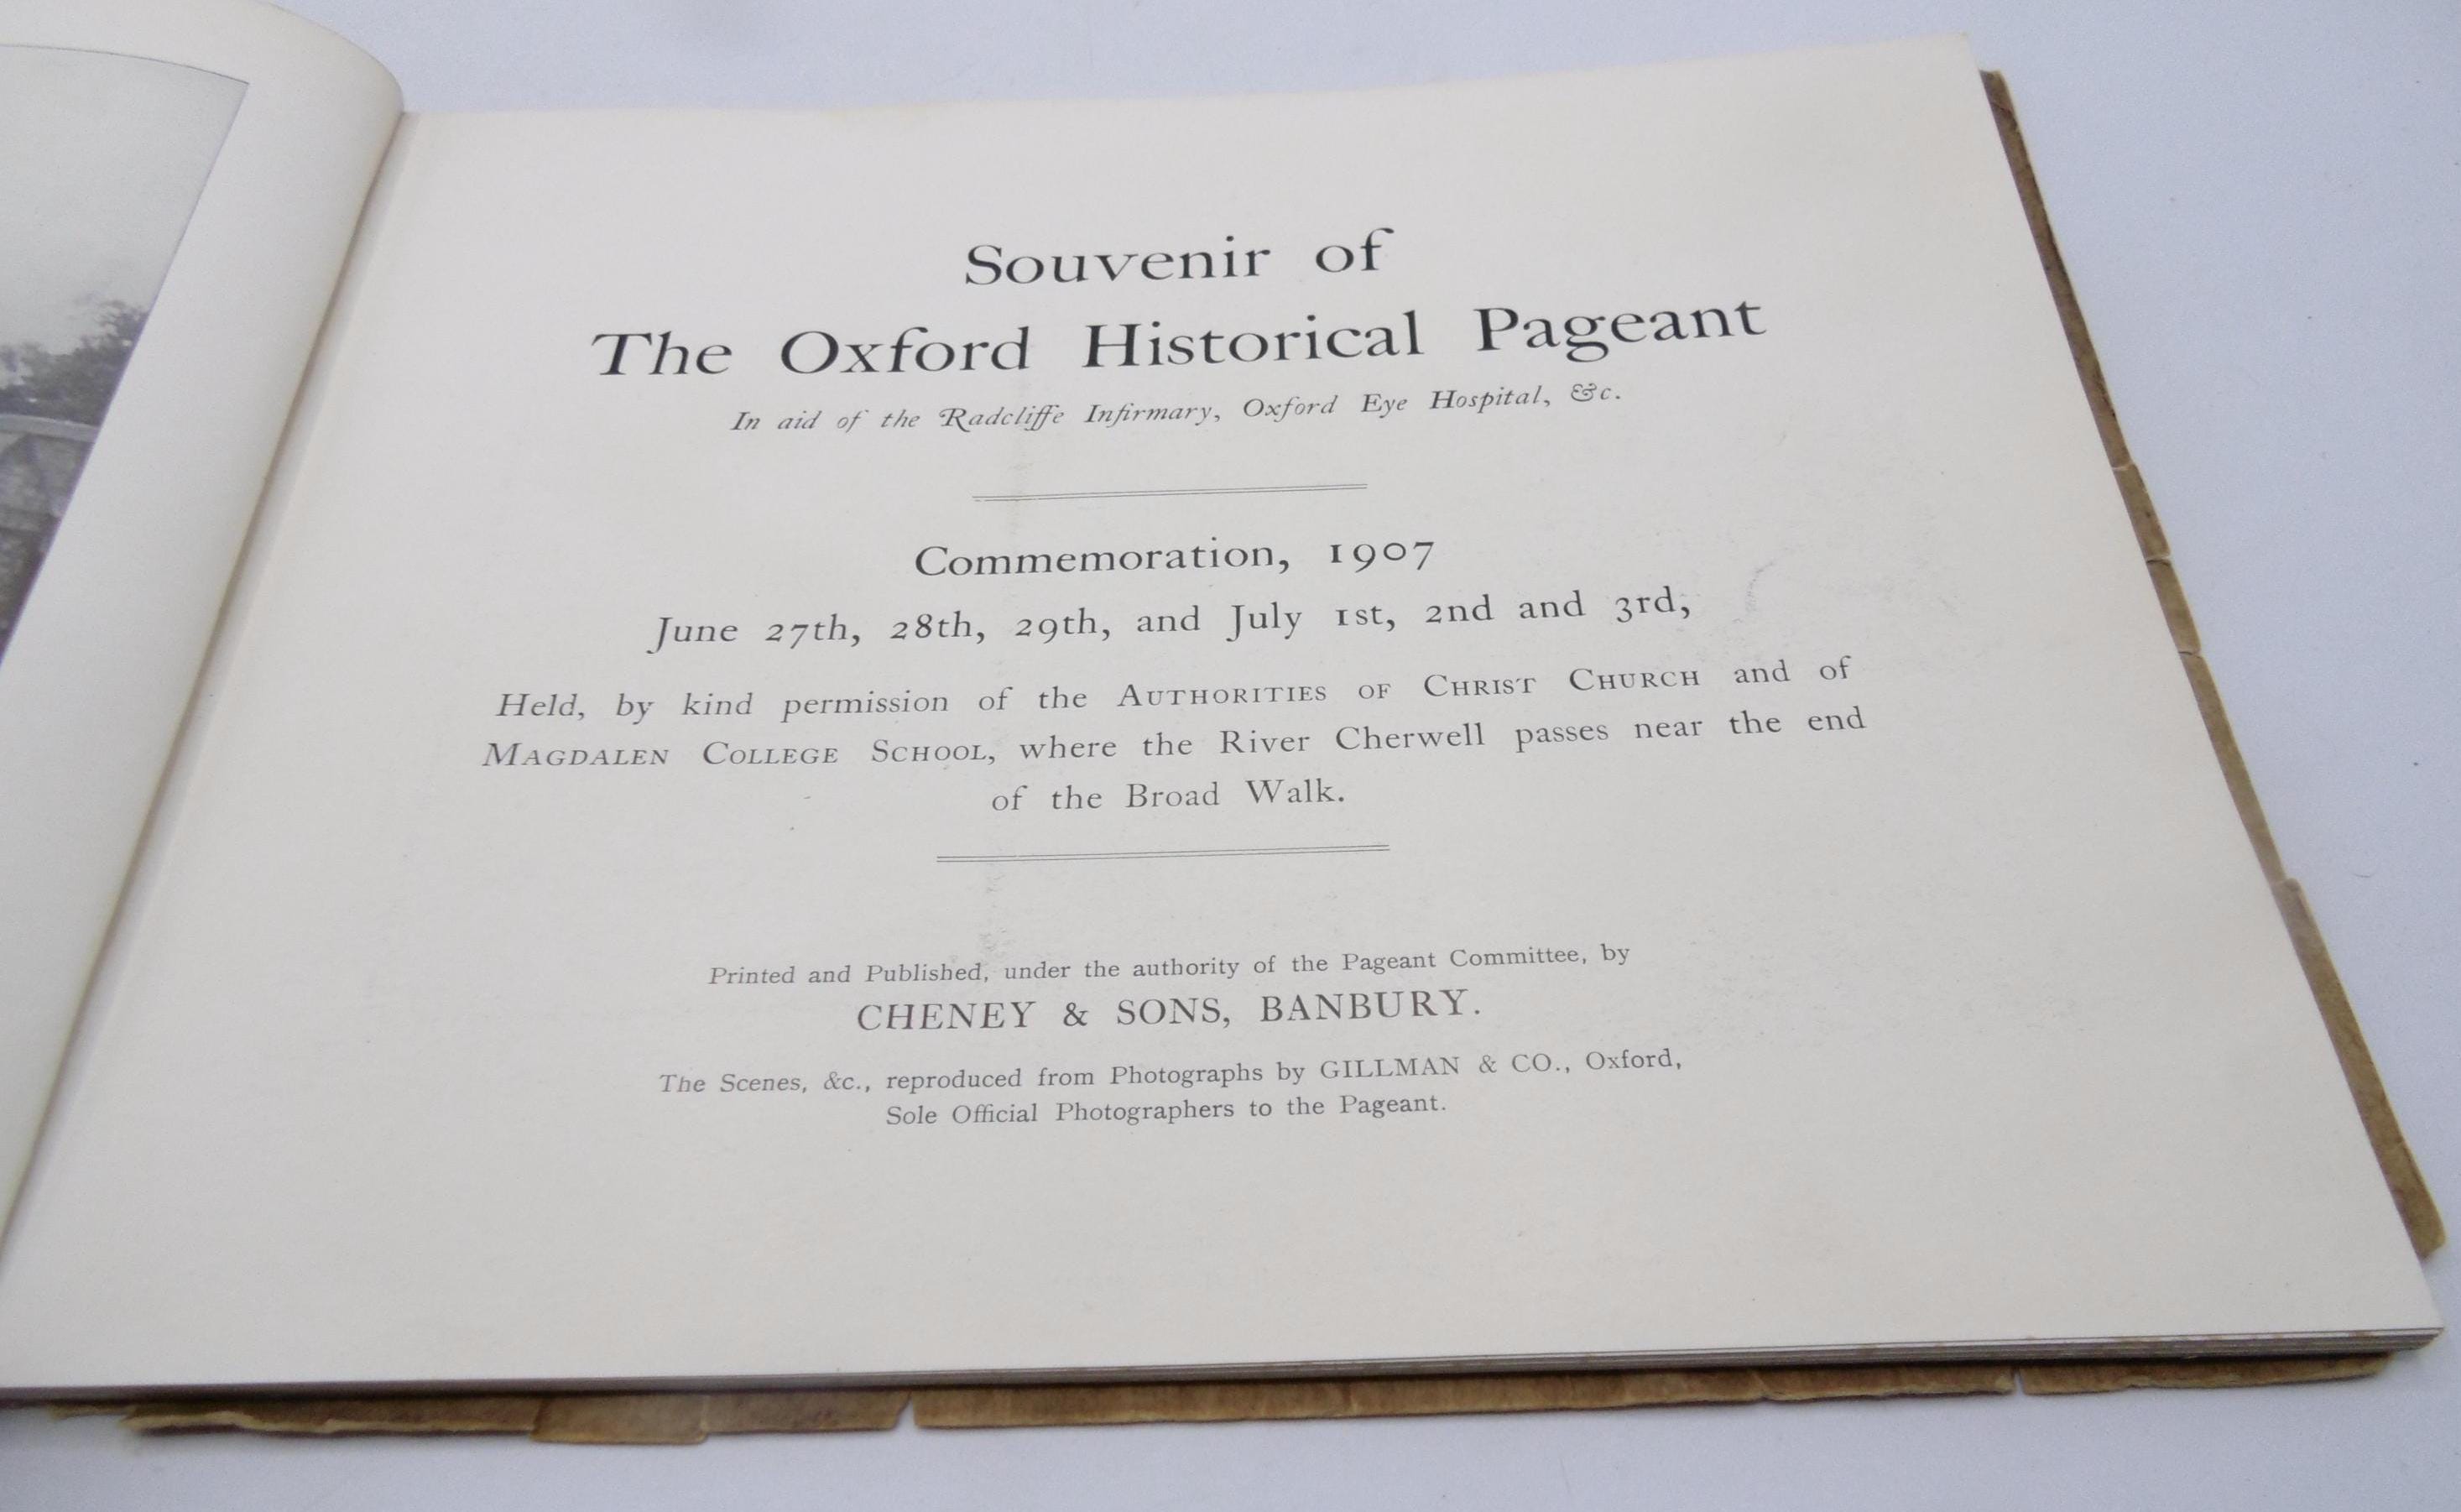 Souvenir of
The Oxford Historical Pageant
In aid of the Radcliffe Infirmary, Oxford Eye Hospital, &c.
Commemoration, 1907
June 27th, 28th, 29th, and July 1st, 2nd and 3rd,
Held, by kind permission of the AUTHORITIES OF CHRIST CHURCH and of
MAGDALEN COLLEGE SCHOOL, where the River Cherwell passes near the end
of the Broad Walk.
Printed and Published, under the authority of the Pageant Committee, by
CHENEY & SONS, BANBURY.
The Scenes, &c., reproduced from Photographs by GILLMAN & CO., Oxford,
Sole Official Photographers to the Pageant.